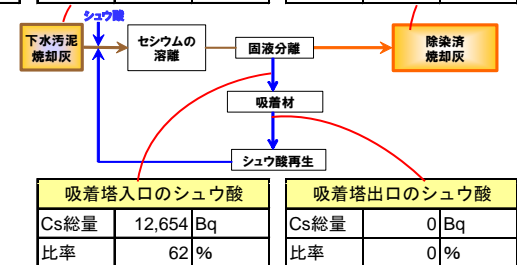 シュウ酸
下水汚泥
焼却灰
セシウムの
溶離
固液分離
除染済
焼却灰
吸着材
シュウ酸再生
吸着塔入口のシュウ酸
Cs総量 12,654 Bq
比率 62 %
吸着塔出口のシュウ酸
Cs総量 0 Bq
比率 0 %